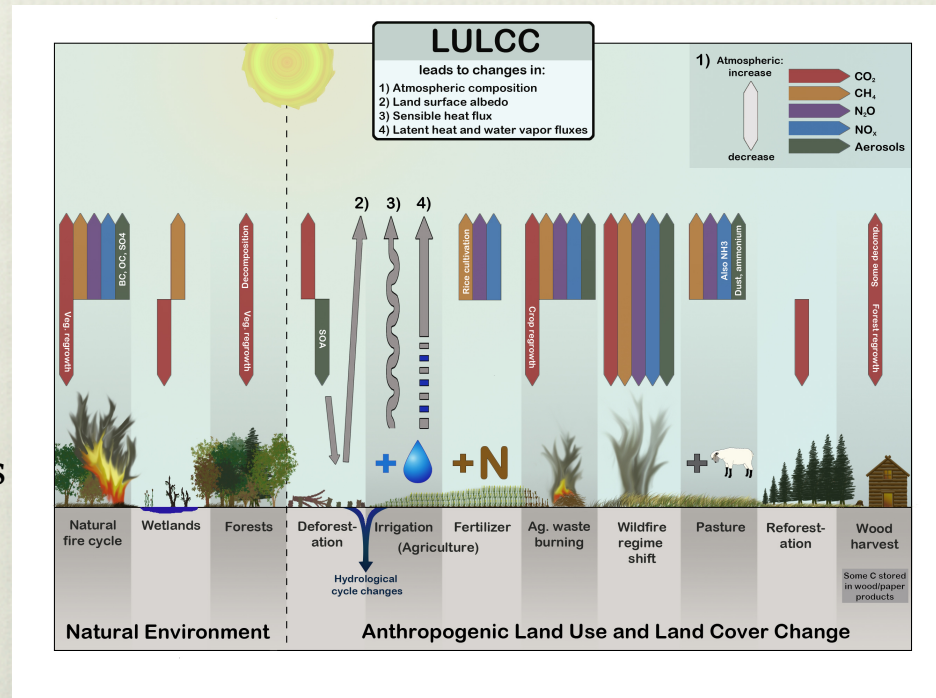 LULCC
leads to changes in:
1) Atmospheric composition
2) Land surface albedo
3) Sensible heat flux
4) Latent heat and water vapor fluxes
1) Atmospheric:
increase
decrease
CO₂
CH₄
N₂O
NOₓ
Aerosols
2)
3)
4)
Veg. regrowth
BC, OC, SO4
Decomposition
Veg. regrowth
SOA
Rice cultivation
Crop regrowth
Also NH3
Dust, ammonium
Some decomp
Forest regrowth
+
+N
+
s
Natural
fire cycle
Wetlands
Forests
Deforest-
ation
Irrigation
Fertilizer
(Agriculture)
Ag. waste
burning
Wildfire
regime
shift
Pasture
Reforest-
ation
Wood
harvest
Hydrological
cycle changes
Some C stored
in wood/paper
products
Natural Environment
Anthropogenic Land Use and Land Cover Change